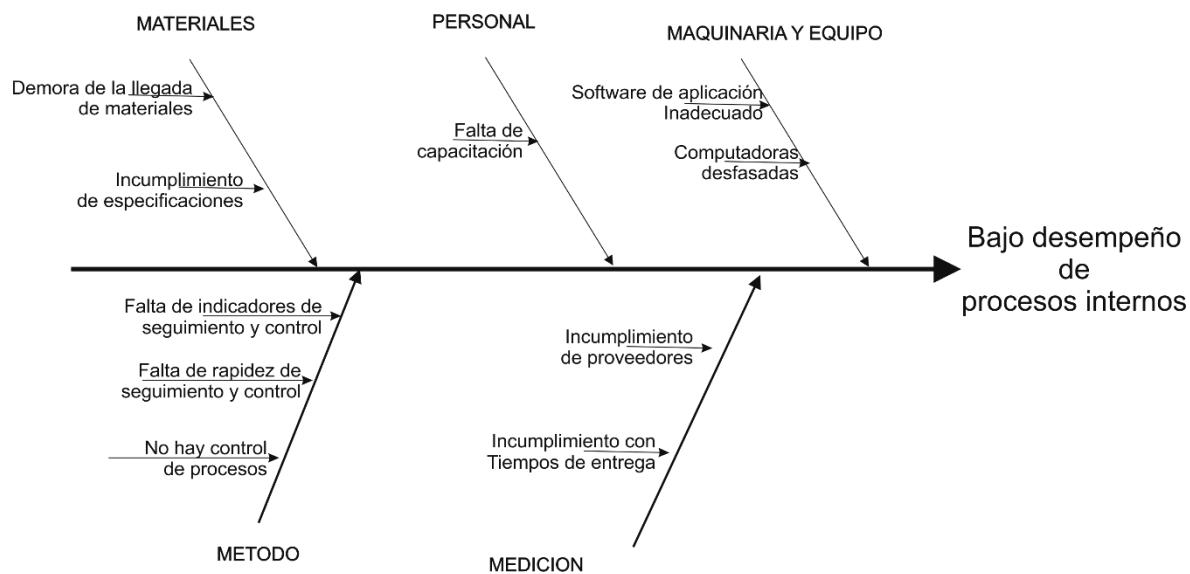 MATERIALES
Demora de la llegada
de materiales
Incumplimiento
de especificaciones
PERSONAL
Falta de
capacitación
MAQUINARIA Y EQUIPO
Software de aplicación
Inadecuado
Computadoras
desfasadas
Bajo desempeño
de
procesos internos
Falta de indicadores de
seguimiento y control
Falta de rapidez de
seguimiento y control
No hay control
de procesos
METODO
Incumplimiento
de proveedores
Incumplimiento con
Tiempos de entrega
MEDICION